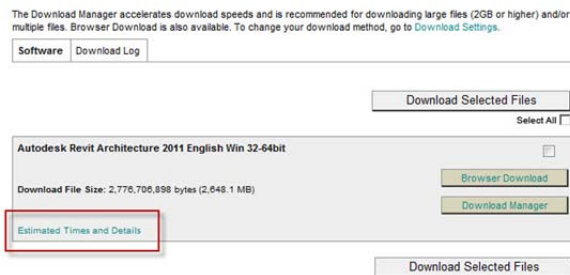 The Download Manager accelerates download speeds and is recommended for downloading large files (2GB or higher) and/or
multiple files. Browser Download is also available. To change your download method, go to Download Settings.
Software Download Log
Download Selected Files
Select All
Autodesk Revit Architecture 2011 English Win 32-64bit
Browser Download
Download File Size: 2,776,706,898 bytes (2,648.1 MB)
Download Manager
Estimated Times and Details
Download Selected Files